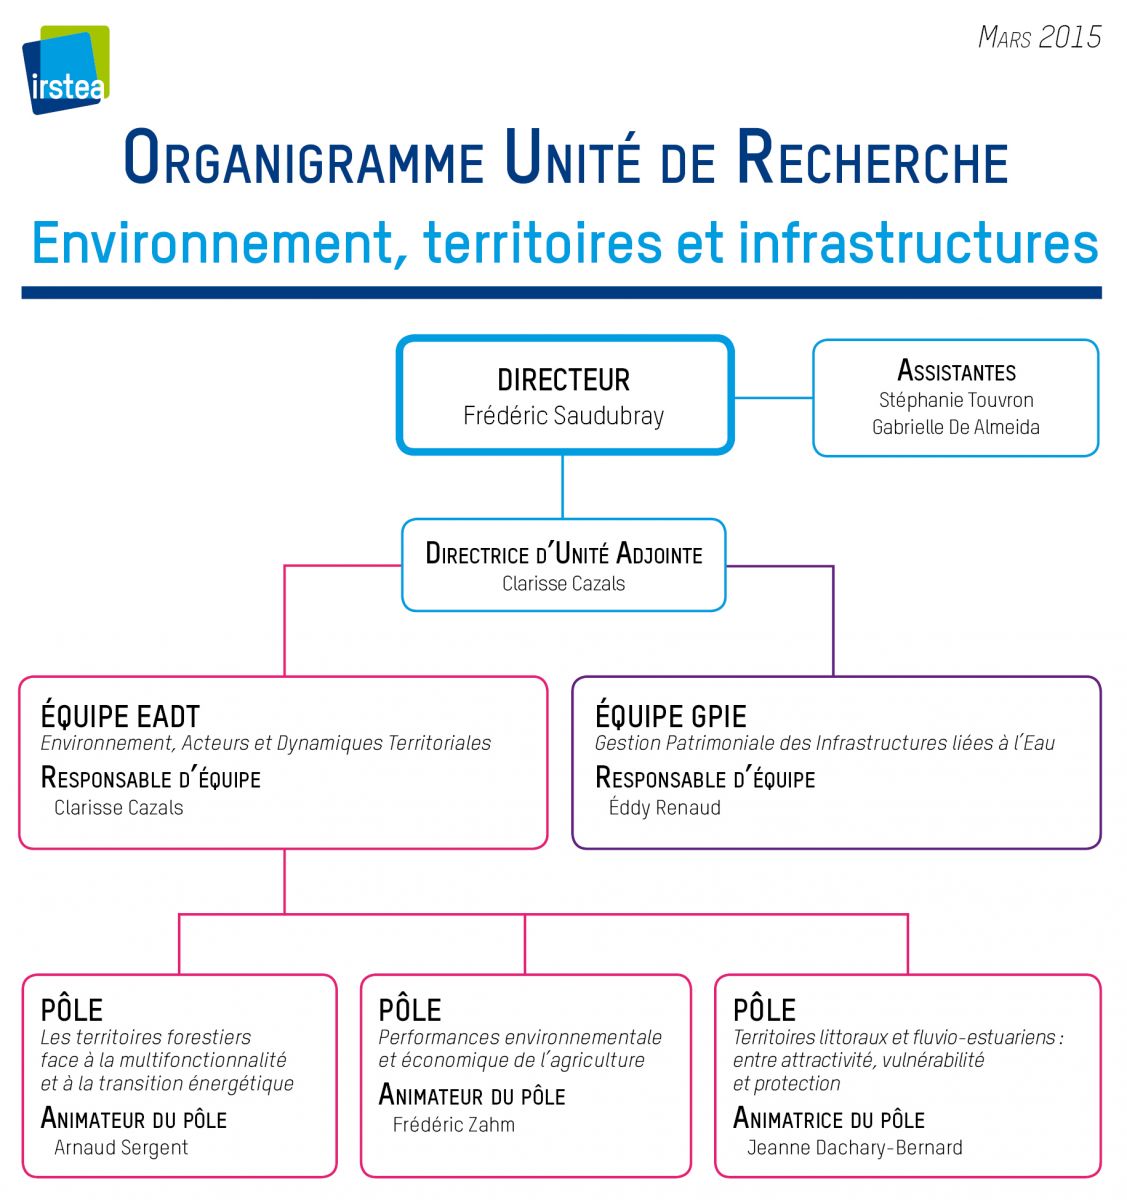 irstea
MARS 2015
ORGANIGRAMME UNITÉ DE RECHERCHE
Environnement, territoires et infrastructures
DIRECTEUR
Frédéric Saudubray
ASSISTANTES
Stéphanie Touvron
Gabrielle De Almeida
DIRECTRICE D'UNITÉ ADJOINTE
Clarisse Cazals
ÉQUIPE EADT
Environnement, Acteurs et Dynamiques Territoriales
RESPONSABLE D'ÉQUIPE
Clarisse Cazals
ÉQUIPE GPIE
Gestion Patrimoniale des Infrastructures liées à l'Eau
RESPONSABLE D'ÉQUIPE
Éddy Renaud
PÔLE
Les territoires forestiers
face à la multifonctionnalité
et à la transition énergétique
ANIMATEUR DU PÔLE
Arnaud Sergent
PÔLE
Performances environnementale
et économique de l'agriculture
ANIMATEUR DU PÔLE
Frédéric Zahm
PÔLE
Territoires littoraux et fluvio-estuariens :
entre attractivité, vulnérabilité
et protection
ANIMATRICE DU PÔLE
Jeanne Dachary-Bernard